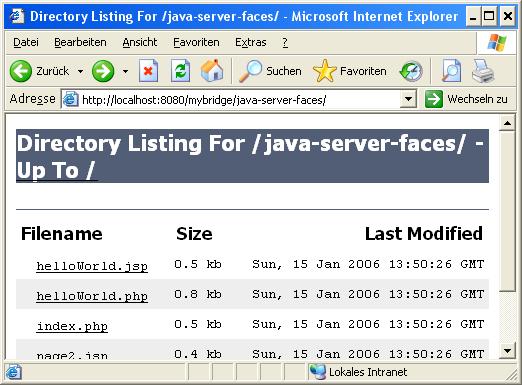 Directory Listing For /java-server-faces/ - Microsoft Internet Explorer
Datei Bearbeiten Ansicht Favoriten Extras ?
Zurück Suchen Favoriten
Adresse http://localhost:8080/mybridge/java-server-faces/ Wechseln zu
Directory Listing For /java-server-faces/ -
Up To /
Filename Size Last Modified
helloWorld.jsp 0.5 kb Sun, 15 Jan 2006 13:50:26 GMT
helloWorld.php 0.8 kb Sun, 15 Jan 2006 13:50:26 GMT
index.php 0.5 kb Sun, 15 Jan 2006 13:50:26 GMT
page2.jsp 0.4 kb Sun, 15 Jan 2006 13:50:26 GMT
Lokales Intranet